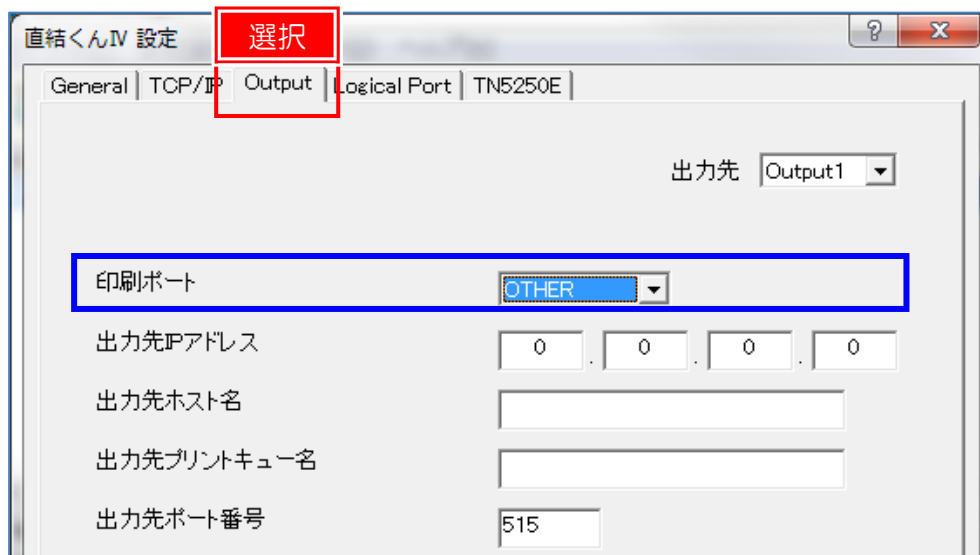 直結くんⅣ 設定
選択
General TCP/IP Output Logical Port TN5250E
出力先 Output1
印刷ポート OTHER
出力先IPアドレス 0 . 0 . 0 . 0
出力先ホスト名
出力先プリントキュー名
出力先ポート番号 515